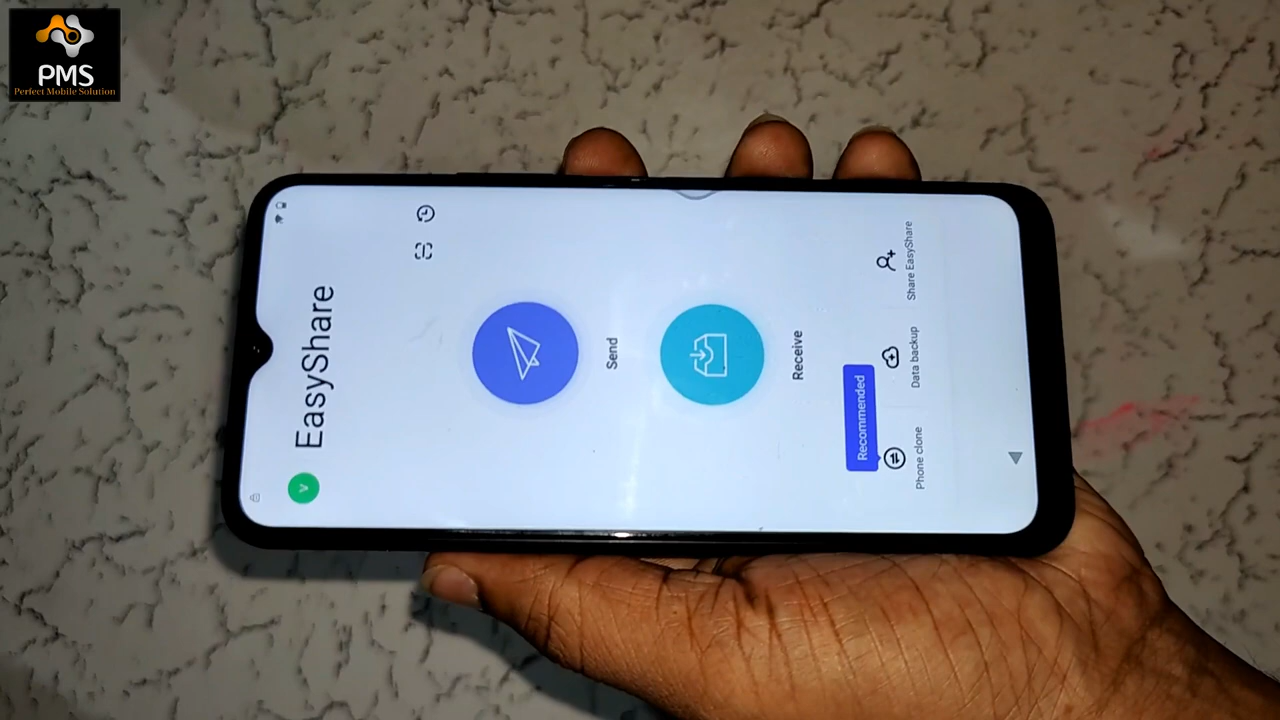 PMS
Perfect Mobile Solution
V
EasyShare
Send
Receive
Recommended
Phone clone
Data backup
Share EasyShare